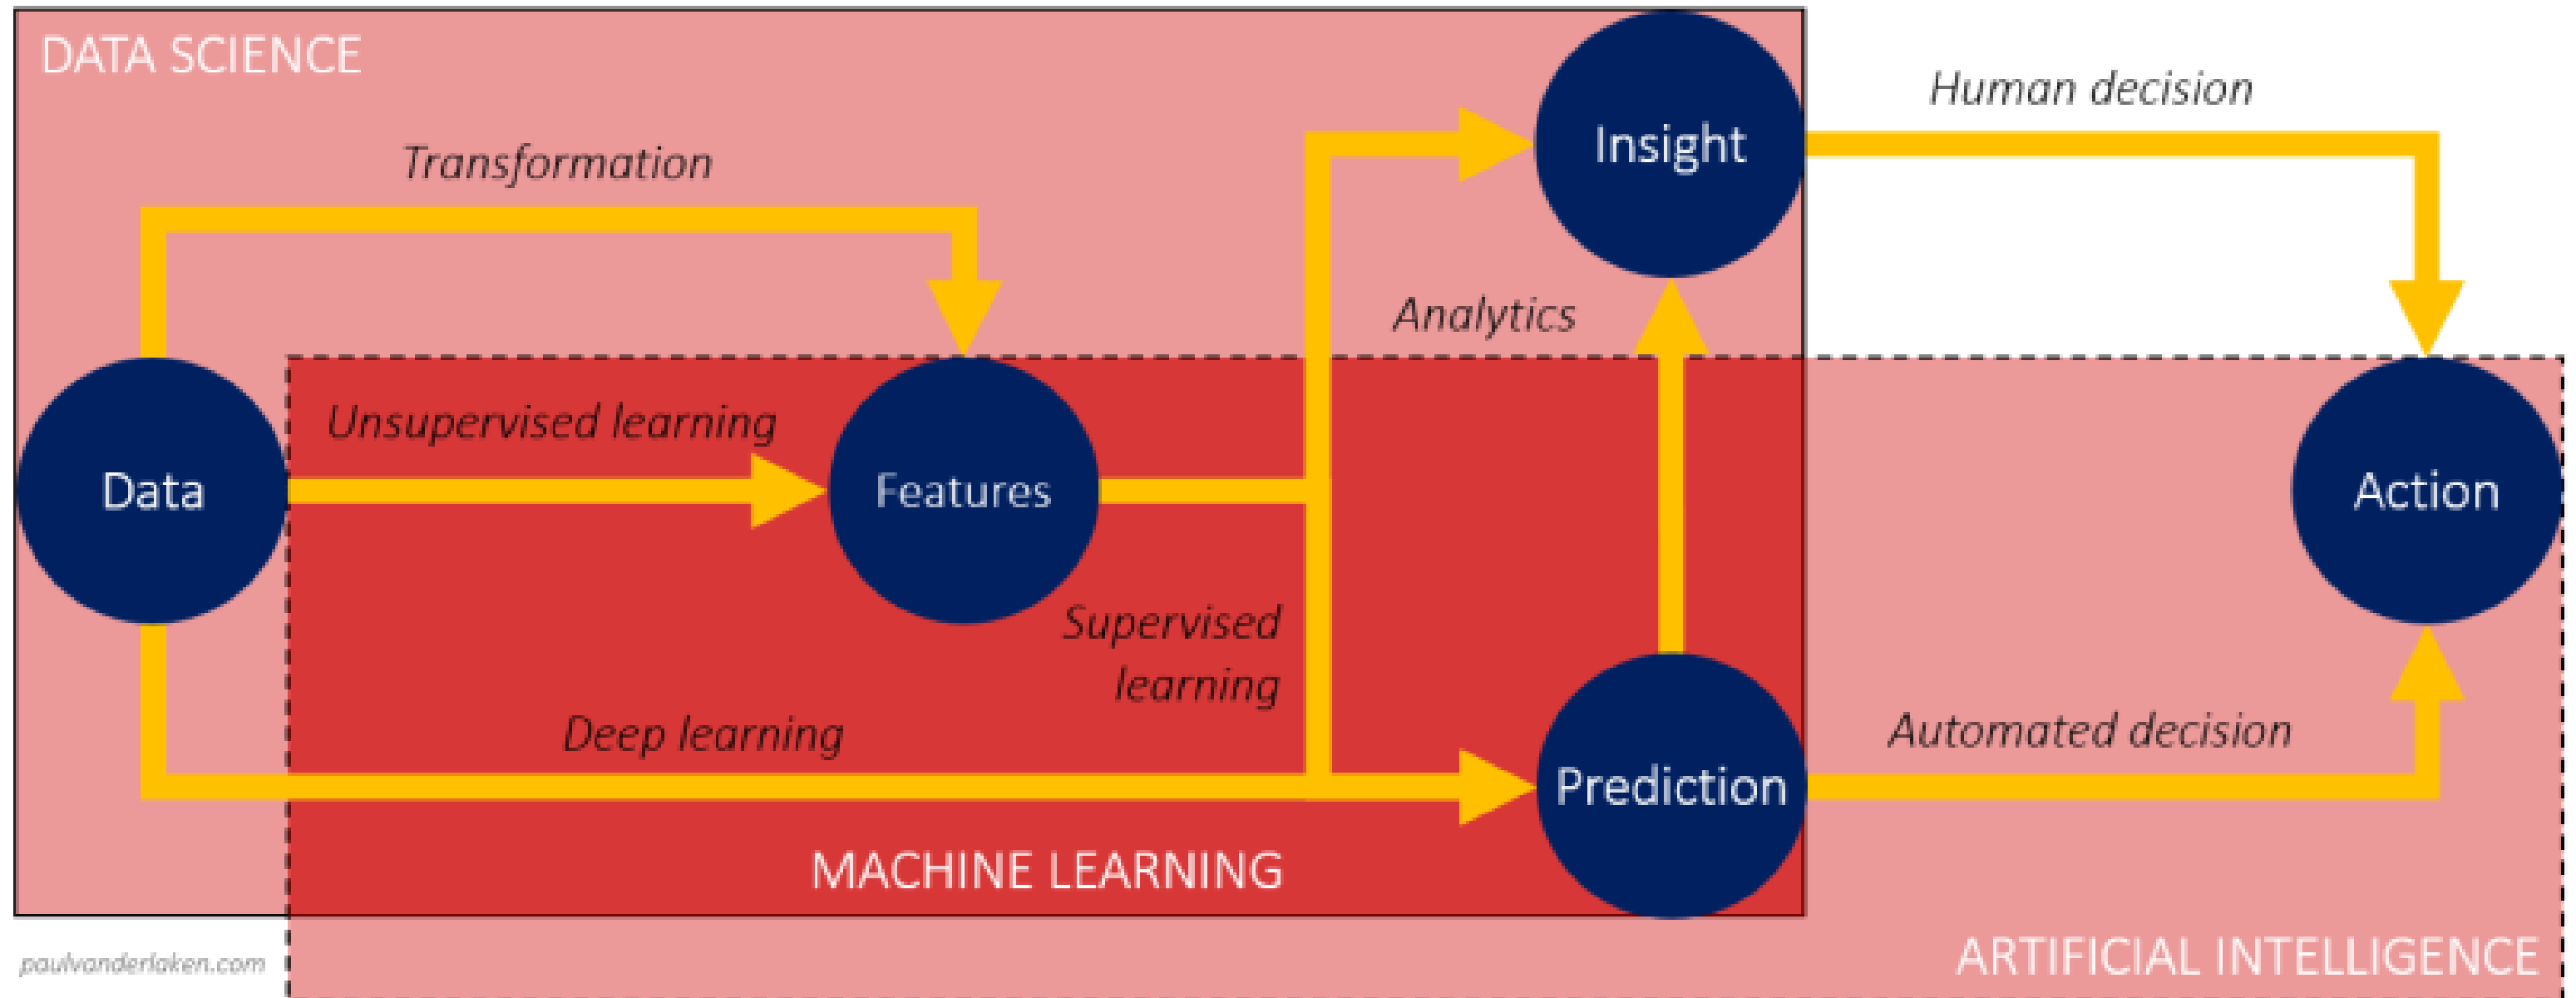 DATA SCIENCE
Human decision
Insight
Transformation
Analytics
Unsupervised learning
Data
Features
Action
Supervised
learning
Deep learning
Automated decision
Prediction
MACHINE LEARNING
ARTIFICIAL INTELLIGENCE
paulvanderlaken.com